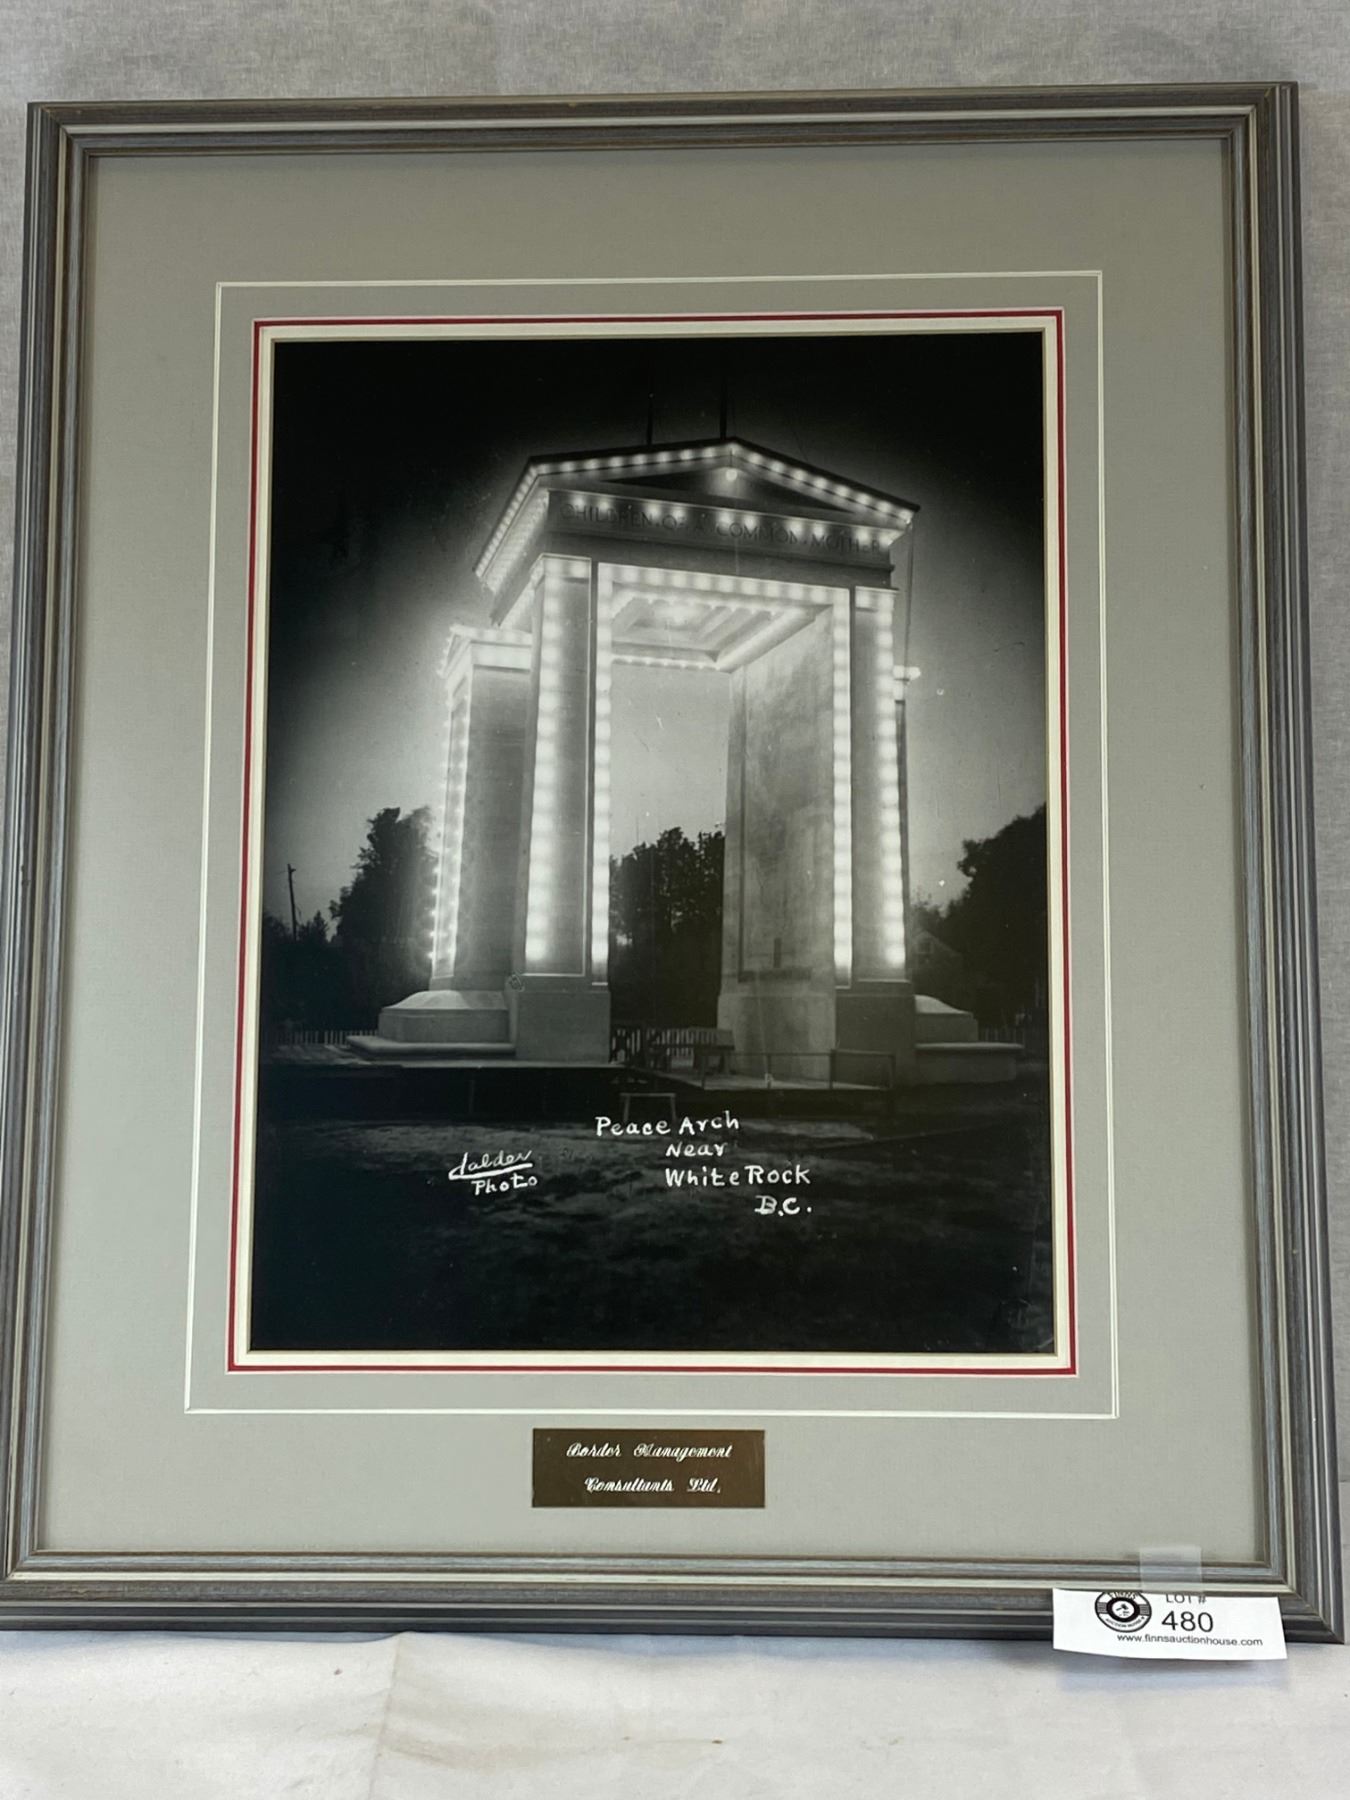 CHILDREN OF A COMMON MOTHER
Peace Arch
Near
White Rock
B.C.
Calder
Photo
Border Management
Consultants Ltd.
LOT #
480
www.finnsauctionhouse.com